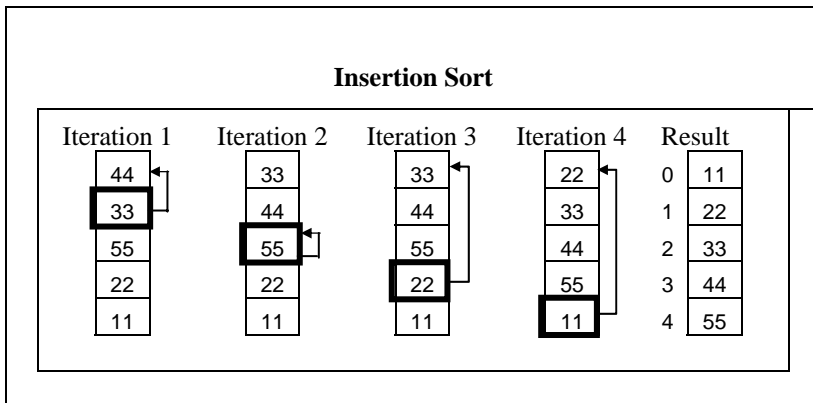 Insertion Sort
Iteration 1 Iteration 2 Iteration 3 Iteration 4 Result
44 33 33 22 0 11
33 44 44 33 1 22
55 55 55 44 2 33
22 22 22 55 3 44
11 11 11 11 4 55